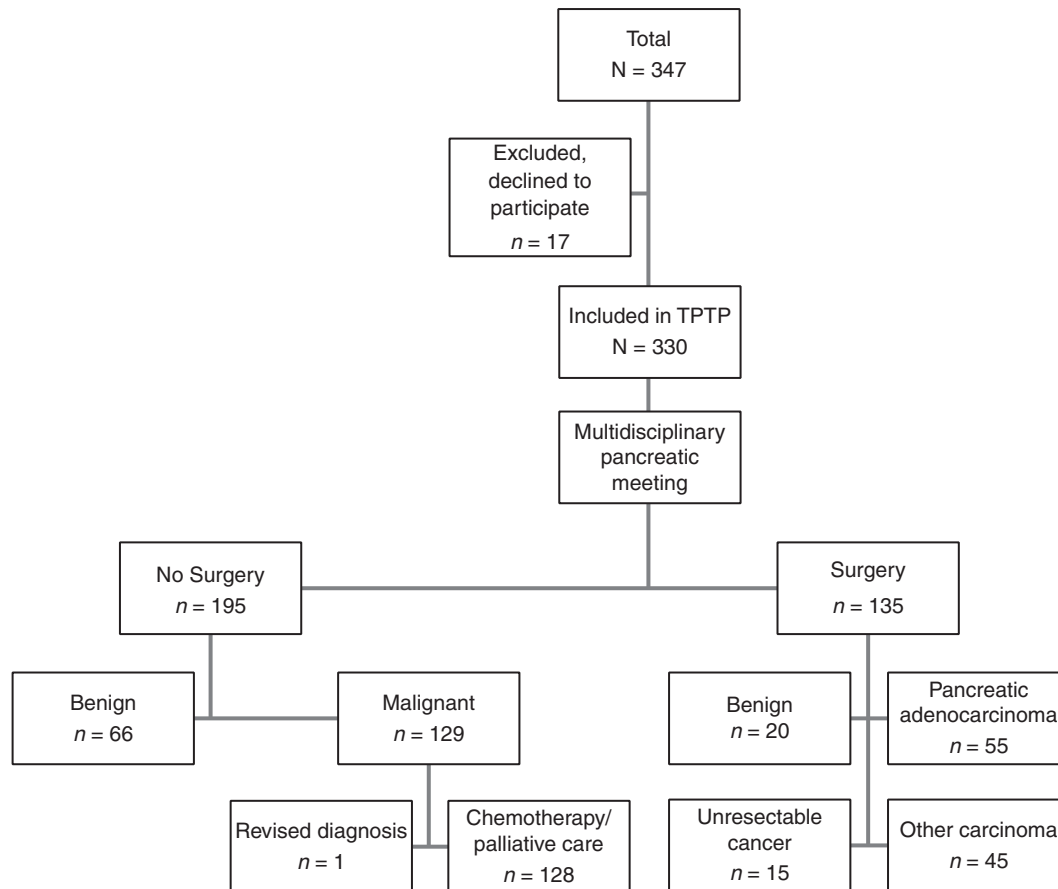 Total
N = 347
Excluded,
declined to
participate
n = 17
Included in TPTP
N = 330
Multidisciplinary
pancreatic
meeting
No Surgery
n = 195
Surgery
n = 135
Benign
n = 66
Malignant
n = 129
Benign
n = 20
Pancreatic
adenocarcinoma
n = 55
Revised diagnosis
n = 1
Chemotherapy/
palliative care
n = 128
Unresectable
cancer
n = 15
Other carcinoma
n = 45